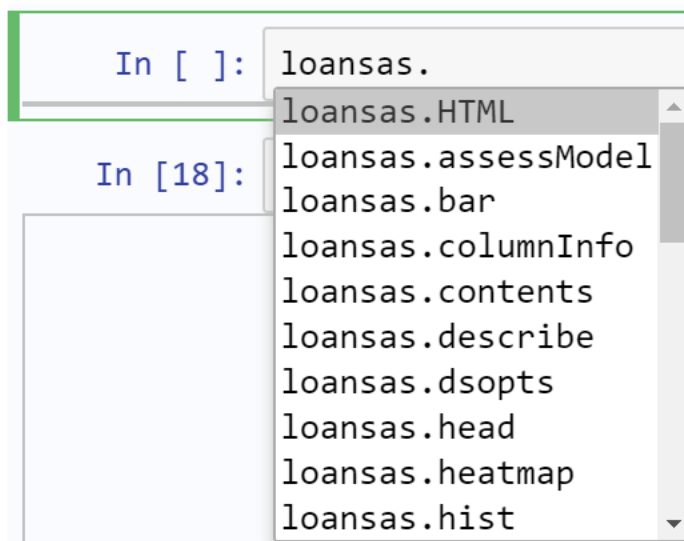 In [ ]: loansas.
loansas.HTML
In [18]: loansas.assessModel
loansas.bar
loansas.columnInfo
loansas.contents
loansas.describe
loansas.dsopts
loansas.head
loansas.heatmap
loansas.hist